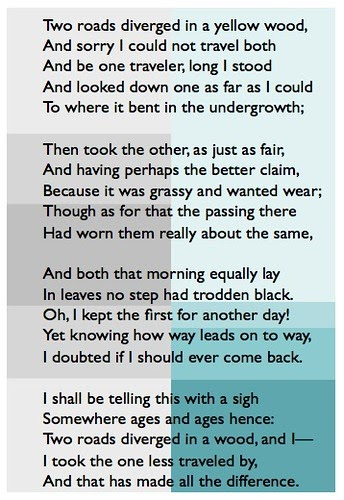 Two roads diverged in a yellow wood,
And sorry I could not travel both
And be one traveler, long I stood
And looked down one as far as I could
To where it bent in the undergrowth;
Then took the other, as just as fair,
And having perhaps the better claim,
Because it was grassy and wanted wear;
Though as for that the passing there
Had worn them really about the same,
And both that morning equally lay
In leaves no step had trodden black.
Oh, I kept the first for another day!
Yet knowing how way leads on to way,
I doubted if I should ever come back.
I shall be telling this with a sigh
Somewhere ages and ages hence:
Two roads diverged in a wood, and I—
I took the one less traveled by,
And that has made all the difference.